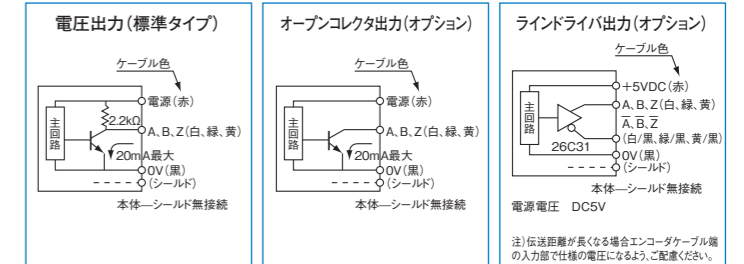 電圧出力(標準タイプ)
ケーブル色
主回路
2.2kΩ
電源(赤)
A、B、Z(白、緑、黄)
20mA最大
0V(黒)
(シールド)
本体―シールド無接続
オープンコレクタ出力(オプション)
ケーブル色
主回路
電源(赤)
A、B、Z(白、緑、黄)
20mA最大
0V(黒)
(シールド)
本体―シールド無接続
ラインドライバ出力(オプション)
ケーブル色
主回路
+5VDC(赤)
A、B、Z(白、緑、黄)
A̅、B̅、Z̅
(白/黒、緑/黒、黄/黒)
26C31
0V(黒)
(シールド)
本体―シールド無接続
電源電圧 DC5V
注)伝送距離が長くなる場合エンコーダケーブル端
の入力部で仕様の電圧になるよう、ご配慮ください。